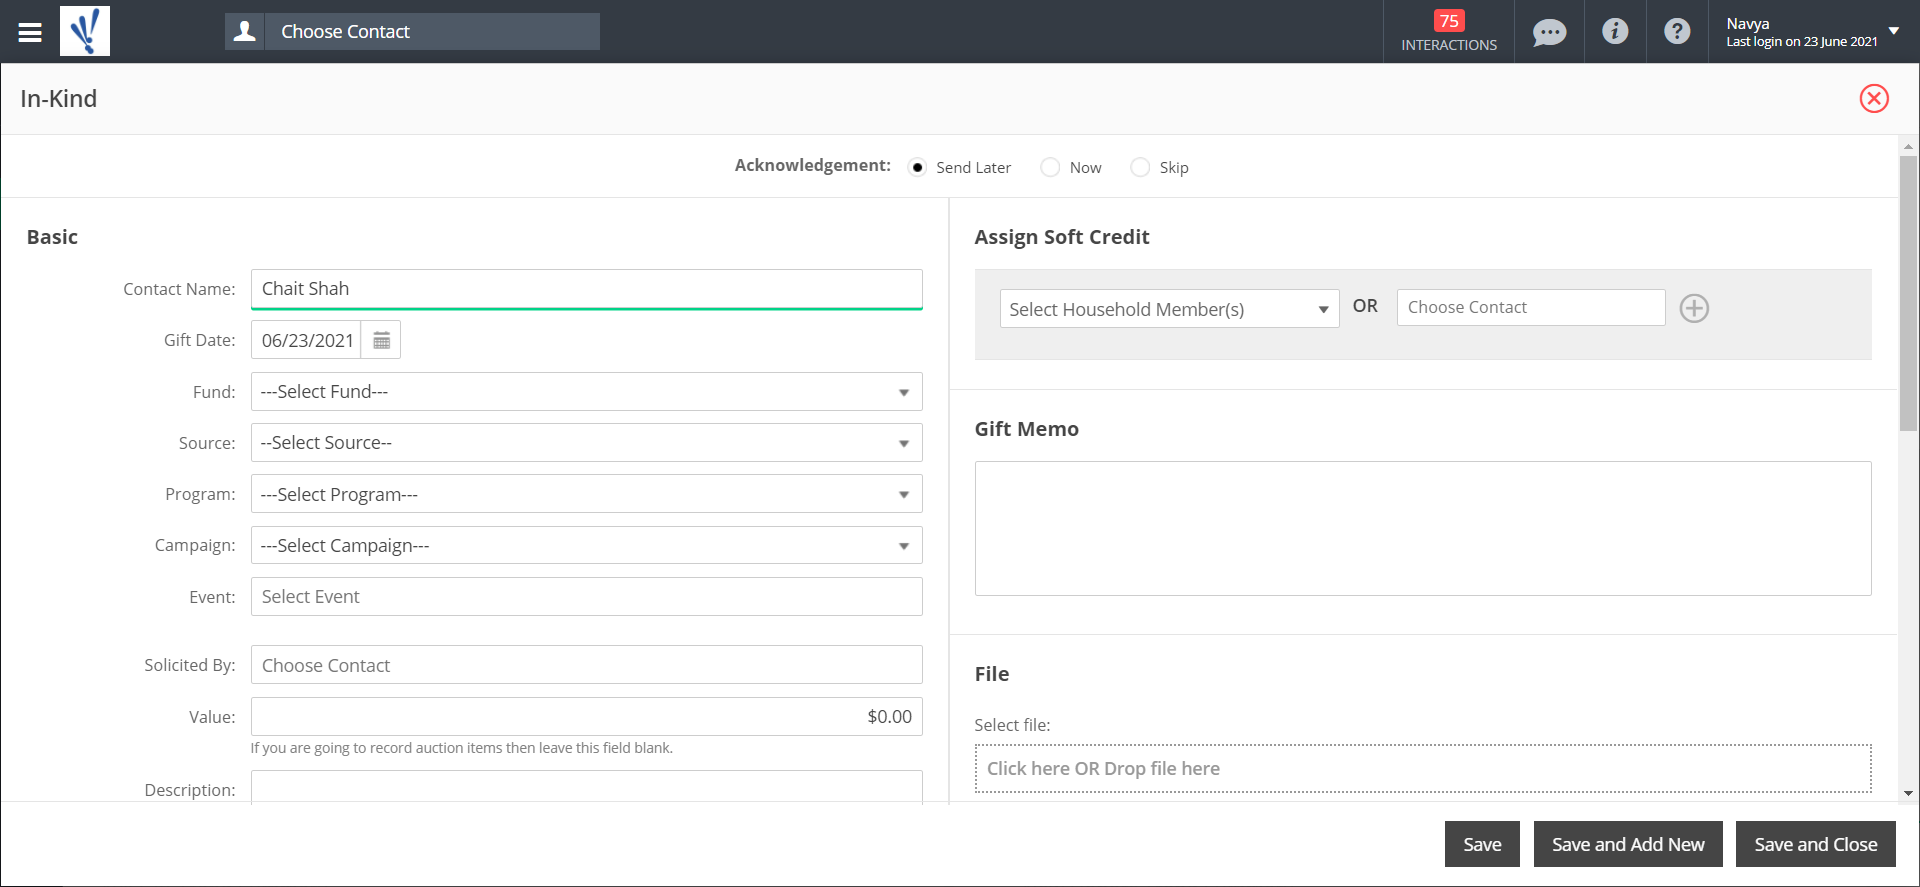 Choose Contact
75
INTERACTIONS
Navya
Last login on 23 June 2021
In-Kind
Acknowledgement: Send Later Now Skip
Basic
Contact Name: Chait Shah
Gift Date: 06/23/2021
Fund: ---Select Fund---
Source: --Select Source--
Program: ---Select Program---
Campaign: ---Select Campaign---
Event: Select Event
Solicited By: Choose Contact
Value: $0.00
If you are going to record auction items then leave this field blank.
Description:
Assign Soft Credit
Select Household Member(s) OR Choose Contact
Gift Memo
File
Select file:
Click here OR Drop file here
Save Save and Add New Save and Close